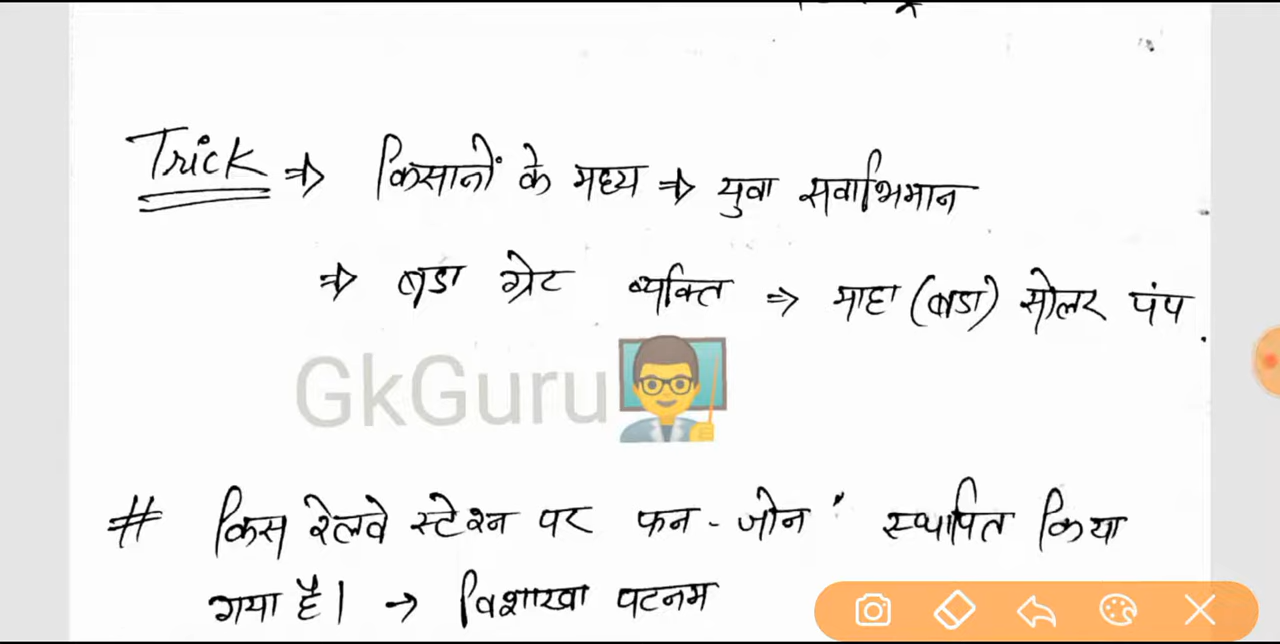 Trick ⇒ किसानों के मध्य ⇒ युवा सवाभिमान
⇒ बडा ग्रेट व्यक्ति ⇒ माहा (बडा) सोलर पंप
GkGuru
# किस रेलवे स्टेशन पर फन - जोन स्थापित किया
गया है। → विशाखा पटनम